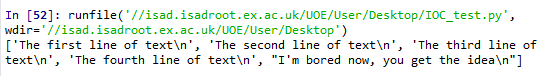 In [52]: runfile('//isad.isadroot.ex.ac.uk/UOE/User/Desktop/IOC_test.py',
wdir='//isad.isadroot.ex.ac.uk/UOE/User/Desktop')
['The first line of text\n', 'The second line of text\n', 'The third line of
text\n', 'The fourth line of text\n', "I'm bored now, you get the idea\n"]